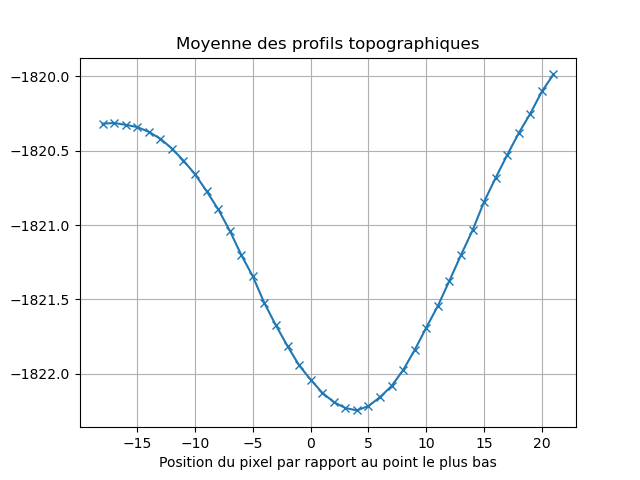 Moyenne des profils topographiques
−1820.0
−1820.5
−1821.0
−1821.5
−1822.0
−15 −10 −5 0 5 10 15 20
Position du pixel par rapport au point le plus bas